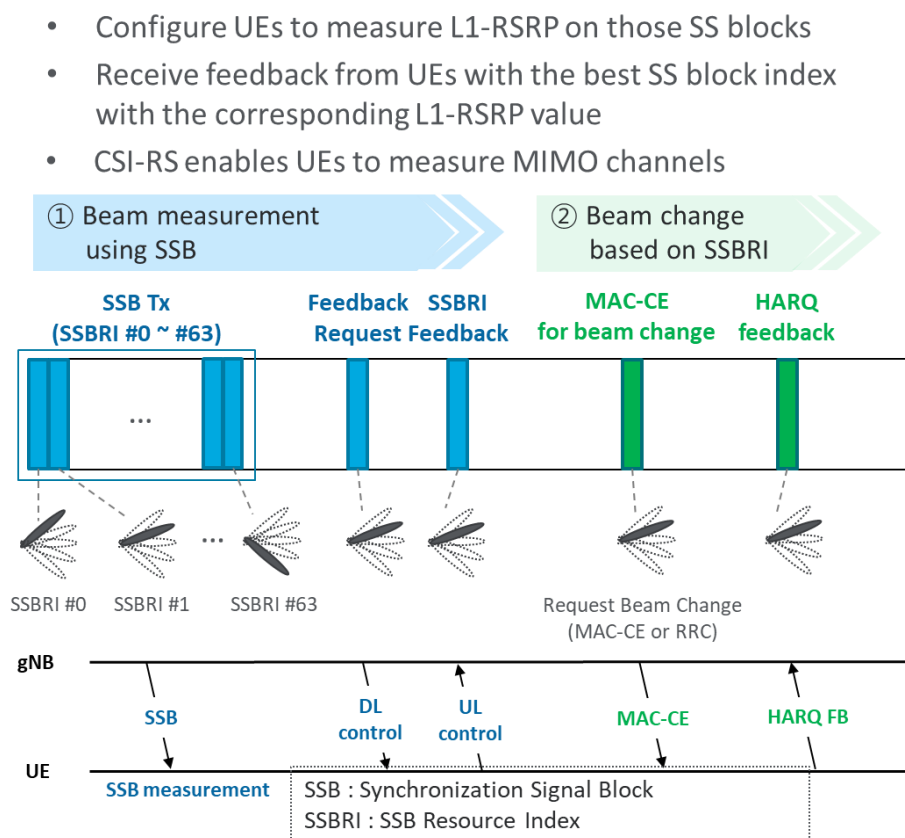 • Configure UEs to measure L1-RSRP on those SS blocks
• Receive feedback from UEs with the best SS block index
with the corresponding L1-RSRP value
• CSI-RS enables UEs to measure MIMO channels
① Beam measurement
using SSB
② Beam change
based on SSBRI
SSB Tx
(SSBRI #0 ~ #63)
Feedback
Request
SSBRI
Feedback
MAC-CE
for beam change
HARQ
feedback
...
...
SSBRI #0
SSBRI #1
SSBRI #63
Request Beam Change
(MAC-CE or RRC)
gNB
SSB
DL
control
UL
control
MAC-CE
HARQ FB
UE
SSB measurement
SSB : Synchronization Signal Block
SSBRI : SSB Resource Index